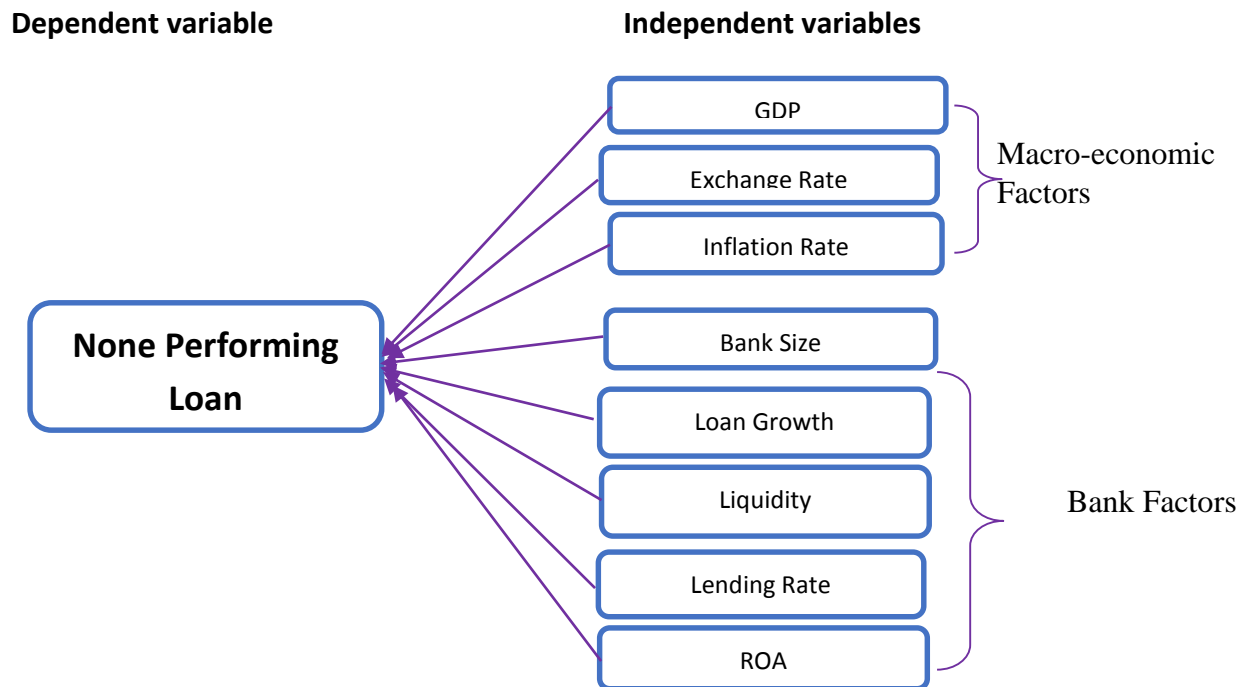 Dependent variable
Independent variables
GDP
Exchange Rate
Inflation Rate
Macro-economic
Factors
None Performing
Loan
Bank Size
Loan Growth
Liquidity
Lending Rate
ROA
Bank Factors